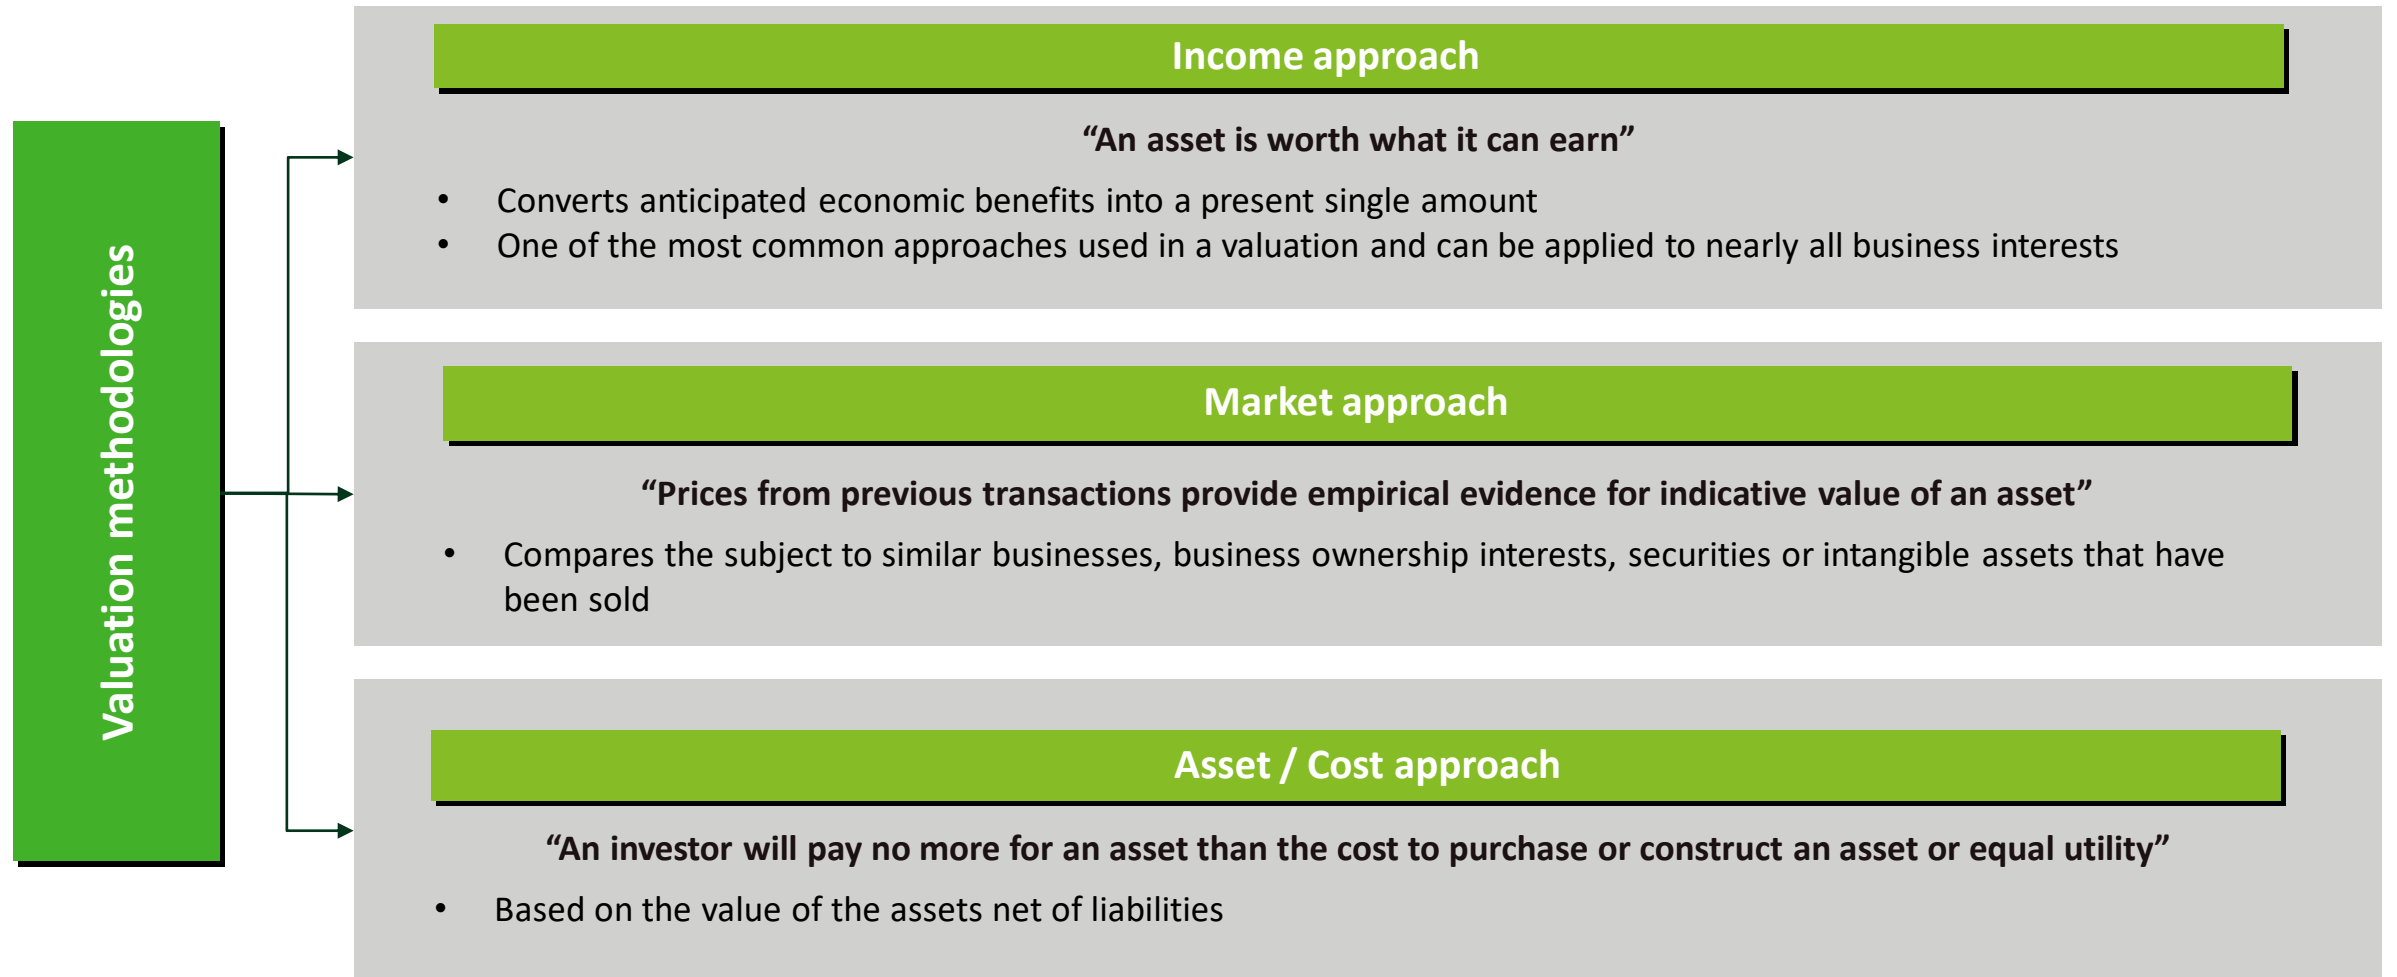 Valuation methodologies
Income approach
“An asset is worth what it can earn”
• Converts anticipated economic benefits into a present single amount
• One of the most common approaches used in a valuation and can be applied to nearly all business interests
Market approach
“Prices from previous transactions provide empirical evidence for indicative value of an asset”
• Compares the subject to similar businesses, business ownership interests, securities or intangible assets that have
been sold
Asset / Cost approach
“An investor will pay no more for an asset than the cost to purchase or construct an asset or equal utility”
• Based on the value of the assets net of liabilities